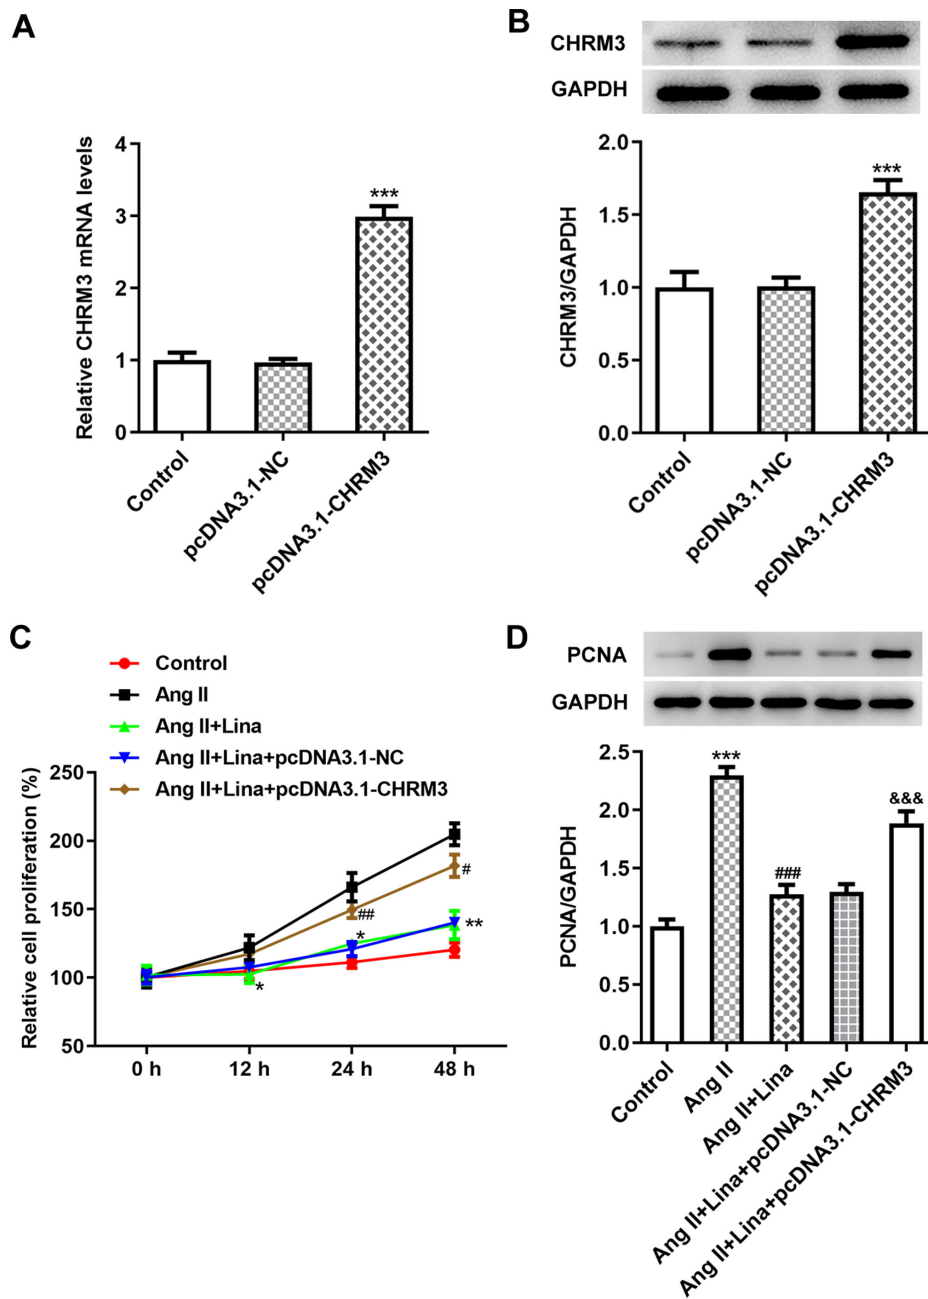 A
Relative CHRM3 mRNA levels
4
3
2
1
0
***
Control
pcDNA3.1-NC
pcDNA3.1-CHRM3
B
CHRM3
GAPDH
CHRM3/GAPDH
2.0
1.5
1.0
0.5
0.0
***
Control
pcDNA3.1-NC
pcDNA3.1-CHRM3
C
Control
Ang II
Ang II+Lina
Ang II+Lina+pcDNA3.1-NC
Ang II+Lina+pcDNA3.1-CHRM3
Relative cell proliferation (%)
250
200
150
100
50
#
##
*
**
*
0 h
12 h
24 h
48 h
D
PCNA
GAPDH
PCNA/GAPDH
2.5
2.0
1.5
1.0
0.5
0.0
***
###
&&&
Control
Ang II
Ang II+Lina
Ang II+Lina+pcDNA3.1-NC
Ang II+Lina+pcDNA3.1-CHRM3